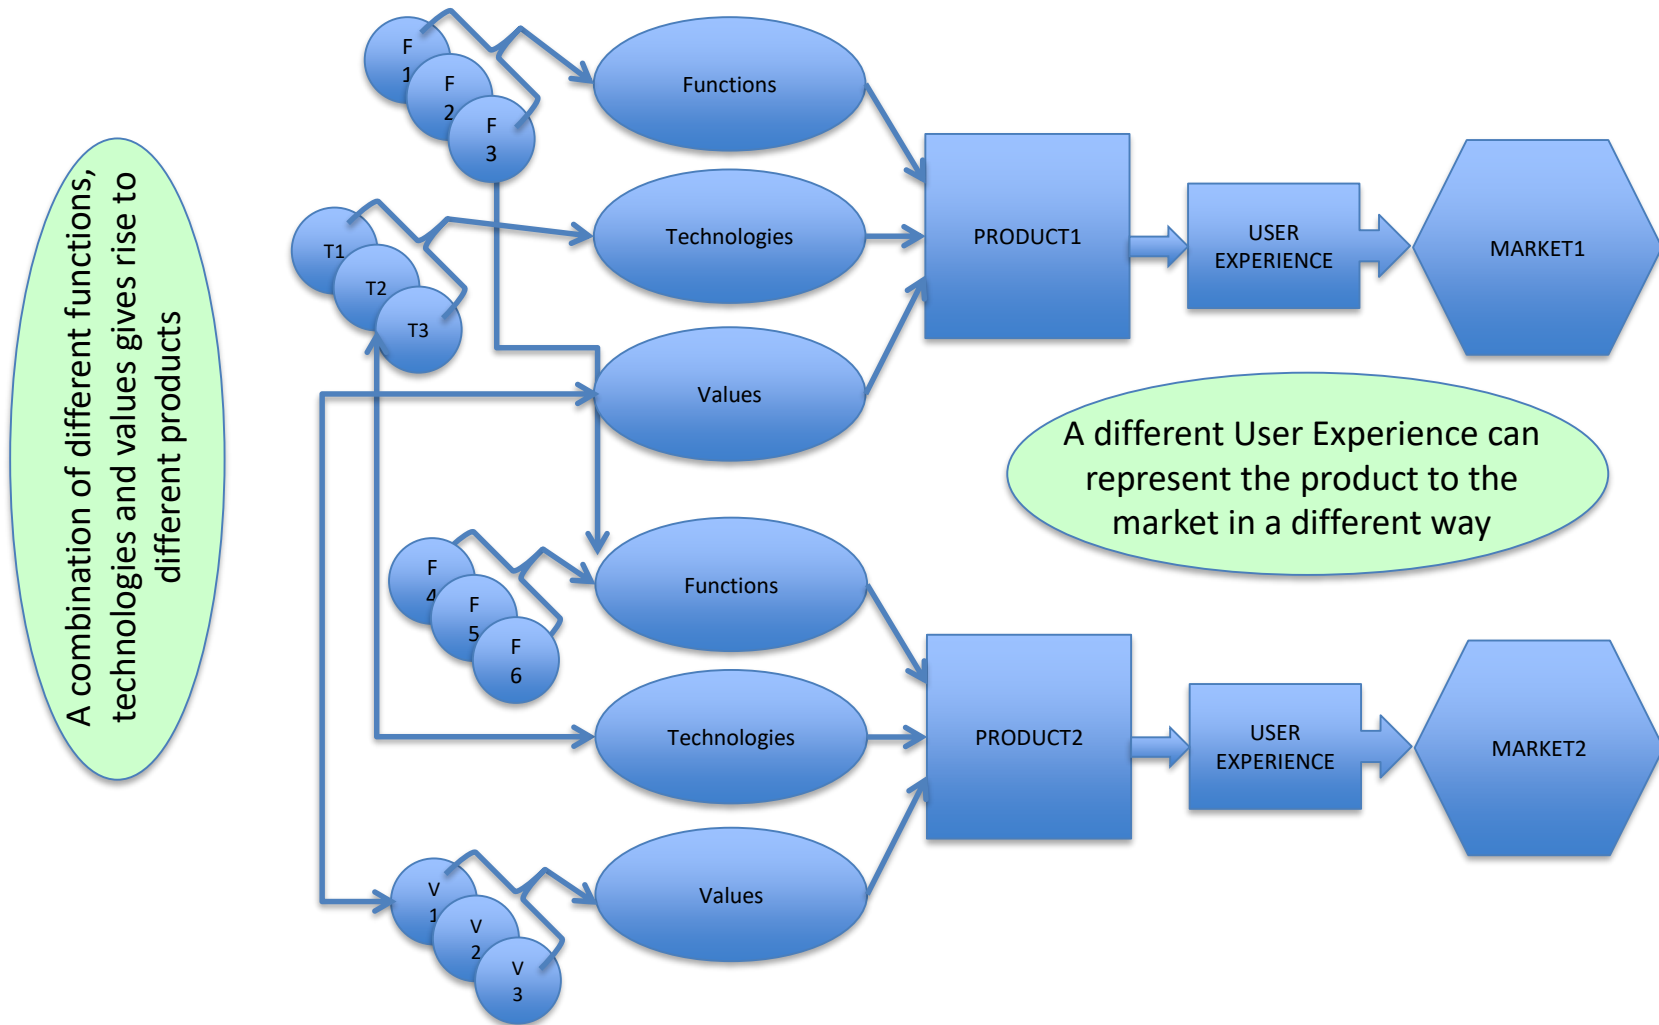 A combination of different functions,
technologies and values gives rise to
different products
F
1
F
2
F
3
Functions
T1
T2
T3
Technologies
Values
PRODUCT1
USER
EXPERIENCE
MARKET1
A different User Experience can
represent the product to the
market in a different way
F
4
F
5
F
6
Functions
Technologies
V
1
V
2
V
3
Values
PRODUCT2
USER
EXPERIENCE
MARKET2